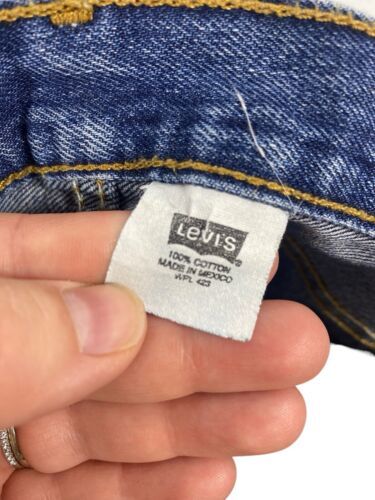 LEVI'S
®
100% COTTON
MADE IN MEXICO
WPL 423